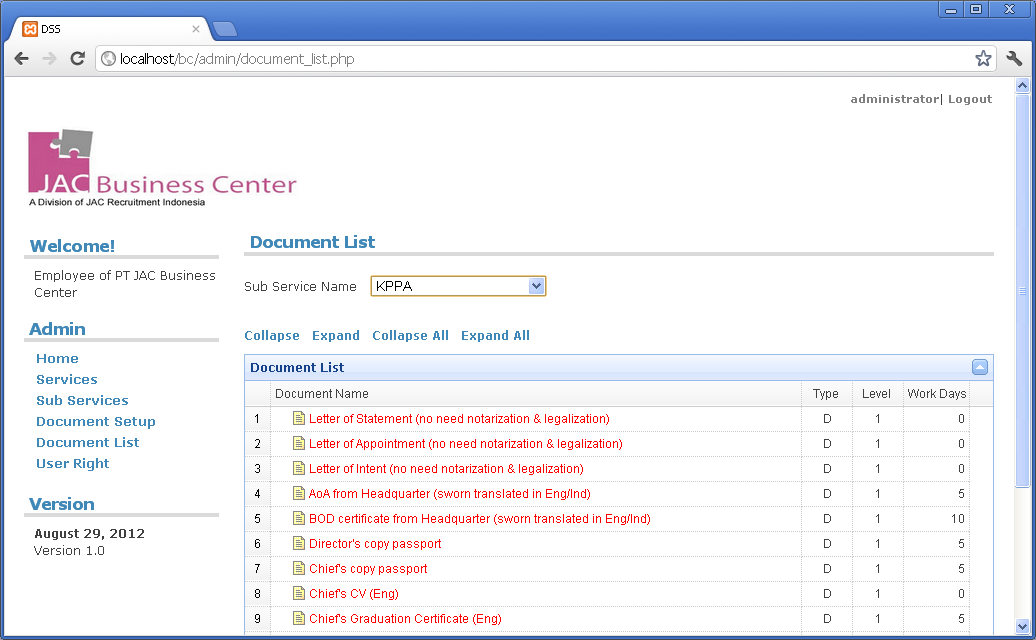 DSS
localhost/bc/admin/document_list.php
administrator| Logout
JAC Business Center
A Division of JAC Recruitment Indonesia
Welcome!
Employee of PT JAC Business
Center
Admin
Home
Services
Sub Services
Document Setup
Document List
User Right
Version
August 29, 2012
Version 1.0
Document List
Sub Service Name KPPA
Collapse Expand Collapse All Expand All
Document List
Document Name Type Level Work Days
1 Letter of Statement (no need notarization & legalization) D 1 0
2 Letter of Appointment (no need notarization & legalization) D 1 0
3 Letter of Intent (no need notarization & legalization) D 1 0
4 AoA from Headquarter (sworn translated in Eng/Ind) D 1 5
5 BOD certificate from Headquarter (sworn translated in Eng/Ind) D 1 10
6 Director's copy passport D 1 5
7 Chief's copy passport D 1 5
8 Chief's CV (Eng) D 1 0
9 Chief's Graduation Certificate (Eng) D 1 5